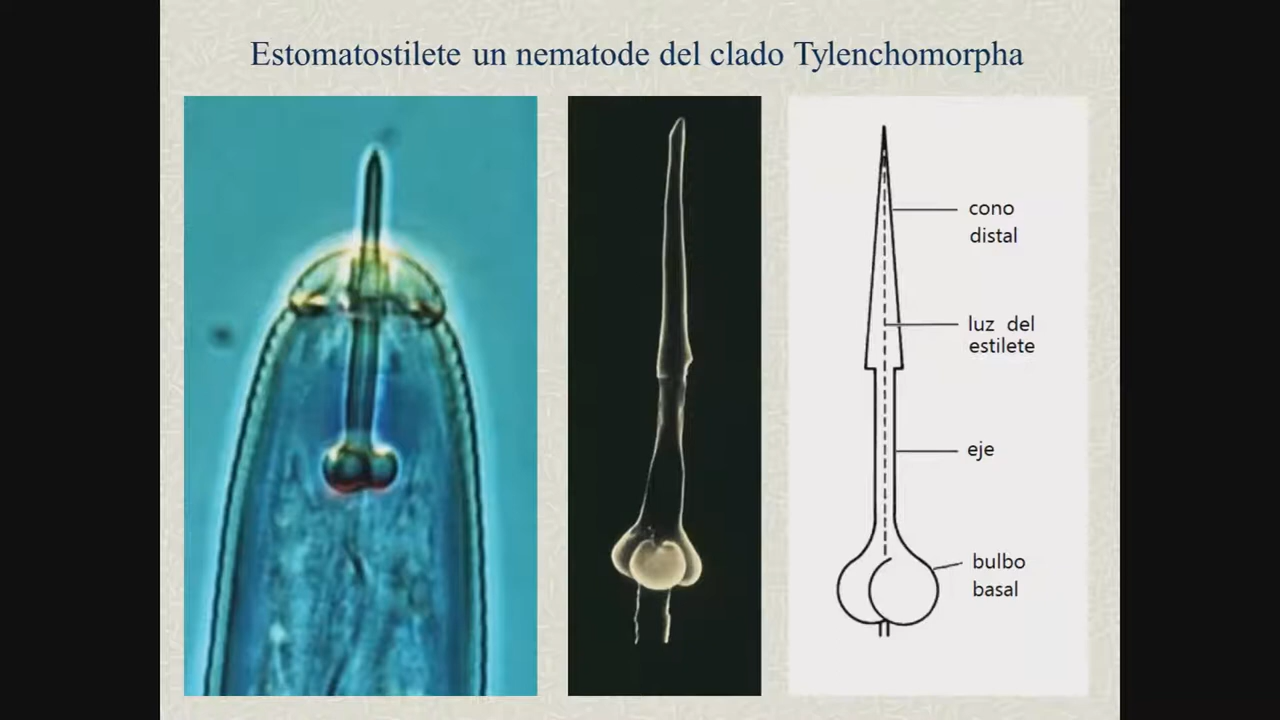 Estomatostilete un nematode del clado Tylenchomorpha
cono
distal
luz del
estilete
eje
bulbo
basal